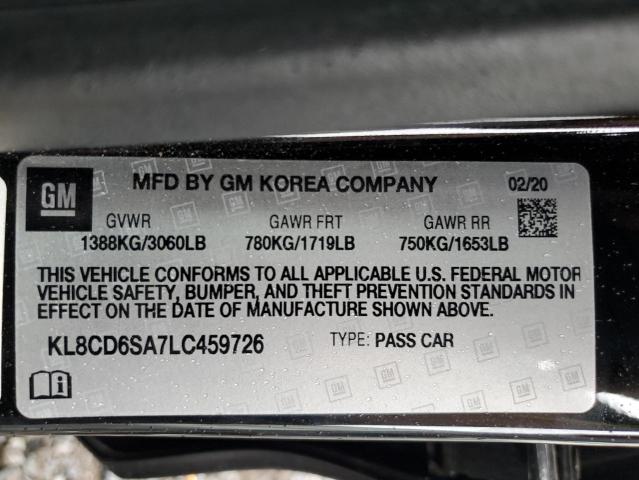 GM MFD BY GM KOREA COMPANY 02/20
GVWR GAWR FRT GAWR RR
1388KG/3060LB 780KG/1719LB 750KG/1653LB
THIS VEHICLE CONFORMS TO ALL APPLICABLE U.S. FEDERAL MOTOR
VEHICLE SAFETY, BUMPER, AND THEFT PREVENTION STANDARDS IN
EFFECT ON THE DATE OF MANUFACTURE SHOWN ABOVE.
KL8CD6SA7LC459726 TYPE: PASS CAR